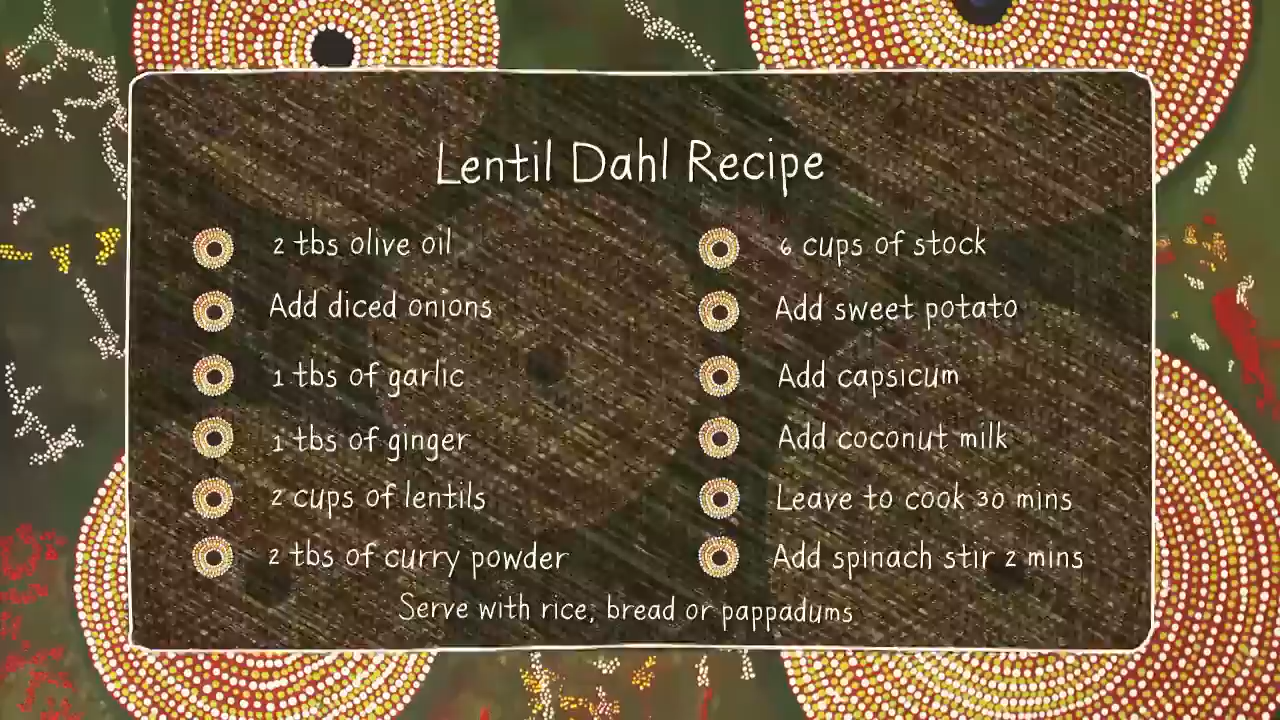 Lentil Dahl Recipe
2 tbs olive oil
Add diced onions
1 tbs of garlic
1 tbs of ginger
2 cups of lentils
2 tbs of curry powder
6 cups of stock
Add sweet potato
Add capsicum
Add coconut milk
Leave to cook 30 mins
Add spinach stir 2 mins
Serve with rice, bread or pappadums